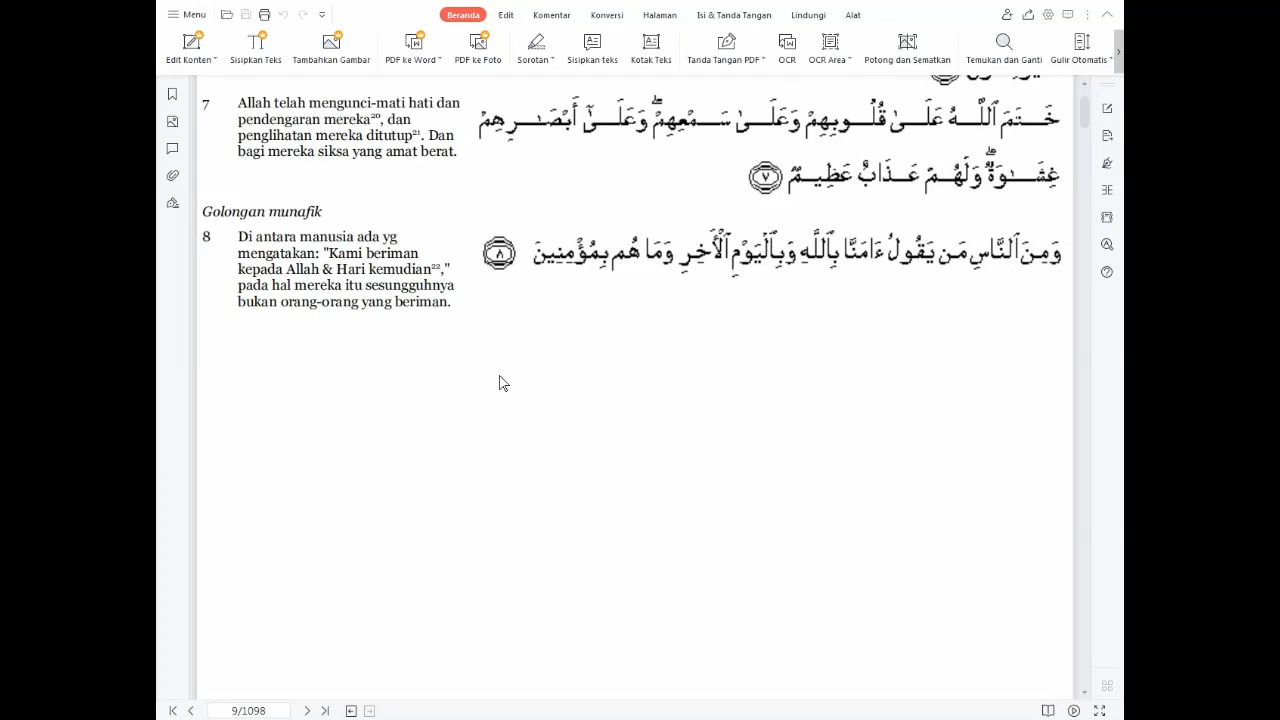 Menu
Beranda
Edit
Komentar
Konversi
Halaman
Isi & Tanda Tangan
Lindungi
Alat
Edit Konten
Sisipkan Teks
Tambahkan Gambar
PDF ke Word
PDF ke Foto
Sorotan
Sisipkan teks
Kotak Teks
Tanda Tangan PDF
OCR
OCR Area
Potong dan Sematkan
Temukan dan Ganti
Gulir Otomatis
7
Allah telah mengunci-mati hati dan
pendengaran mereka²⁰, dan
penglihatan mereka ditutup²¹. Dan
bagi mereka siksa yang amat berat.
خَتَمَ ٱللَّهُ عَلَىٰ قُلُوبِهِمْ وَعَلَىٰ سَمْعِهِمْ ۖ وَعَلَىٰٓ أَبْصَـٰرِهِمْ
غِشَـٰوَةٌ ۖ وَلَهُمْ عَذَابٌ عَظِيمٌ ٧
Golongan munafik
8
Di antara manusia ada yg
mengatakan: "Kami beriman
kepada Allah & Hari kemudian²²,"
pada hal mereka itu sesungguhnya
bukan orang-orang yang beriman.
وَمِنَ ٱلنَّاسِ مَن يَقُولُ ءَامَنَّا بِٱللَّهِ وَبِٱلْيَوْمِ ٱلْأَخِرِ وَمَا هُم بِمُؤْمِنِينَ ٨
9/1098